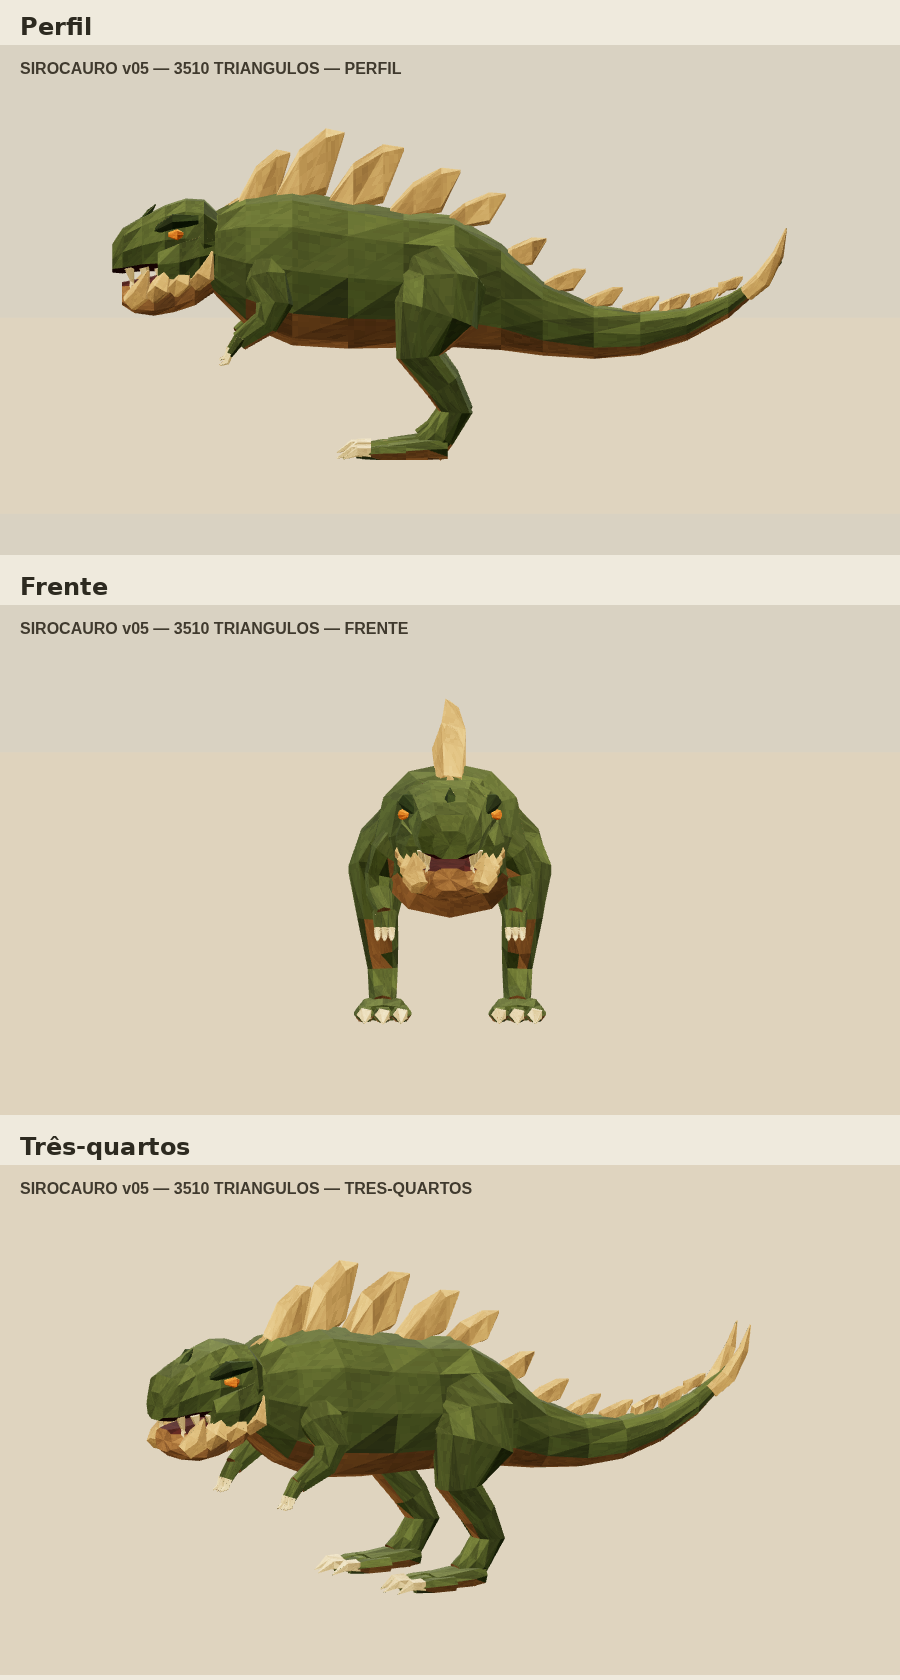 Perfil
SIROCAURO v05 — 3510 TRIANGULOS — PERFIL
Frente
SIROCAURO v05 — 3510 TRIANGULOS — FRENTE
Três-quartos
SIROCAURO v05 — 3510 TRIANGULOS — TRES-QUARTOS